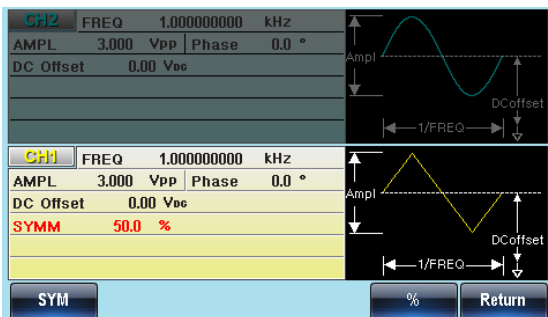 CH2 FREQ 1.000000000 kHz
AMPL 3.000 Vpp Phase 0.0 °
DC Offset 0.00 VDC
Ampl
DCoffset
1/FREQ
CH1 FREQ 1.000000000 kHz
AMPL 3.000 Vpp Phase 0.0 °
DC Offset 0.00 VDC
SYMM 50.0 %
Ampl
DCoffset
1/FREQ
SYM % Return